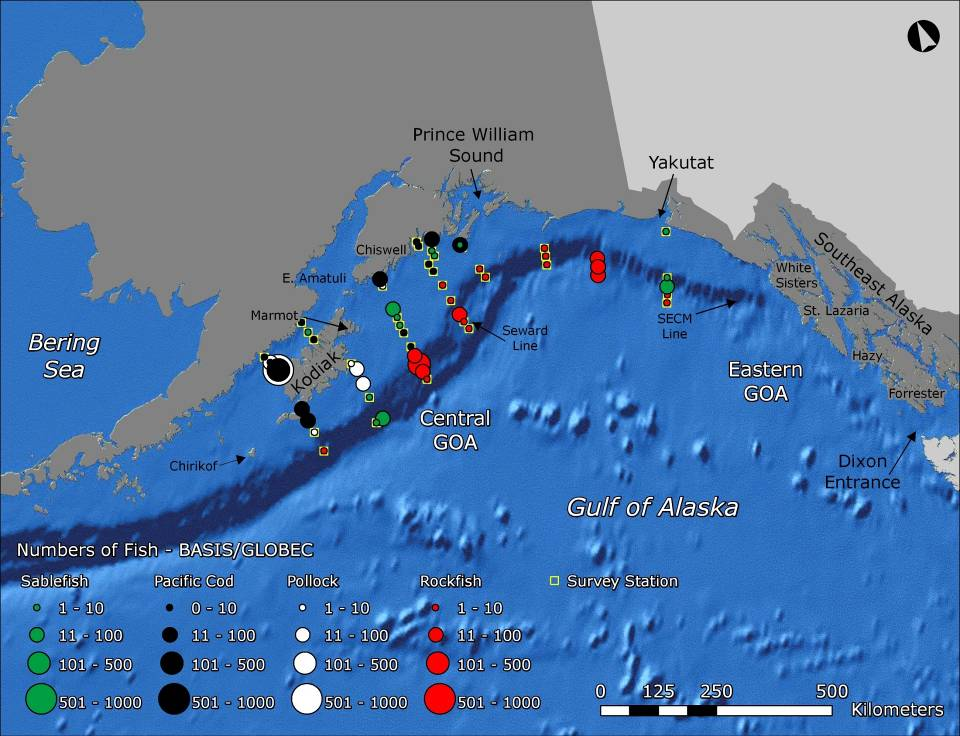 Prince William
Sound
Yakutat
Chiswell
E. Amatuli
Marmot
Southeast Alaska
White
Sisters
St. Lazaria
SECM
Line
Seward
Line
Bering
Sea
Kodiak
Hazy
Eastern
GOA
Forrester
Central
GOA
Chirikof
Dixon
Entrance
Gulf of Alaska
Numbers of Fish - BASIS/GLOBEC
Sablefish Pacific Cod Pollock Rockfish Survey Station
1 - 10 0 - 10 1 - 10 1 - 10
11 - 100 11 - 100 11 - 100 11 - 100
101 - 500 101 - 500 101 - 500 101 - 500
501 - 1000 501 - 1000 501 - 1000 501 - 1000
0 125 250 500
Kilometers